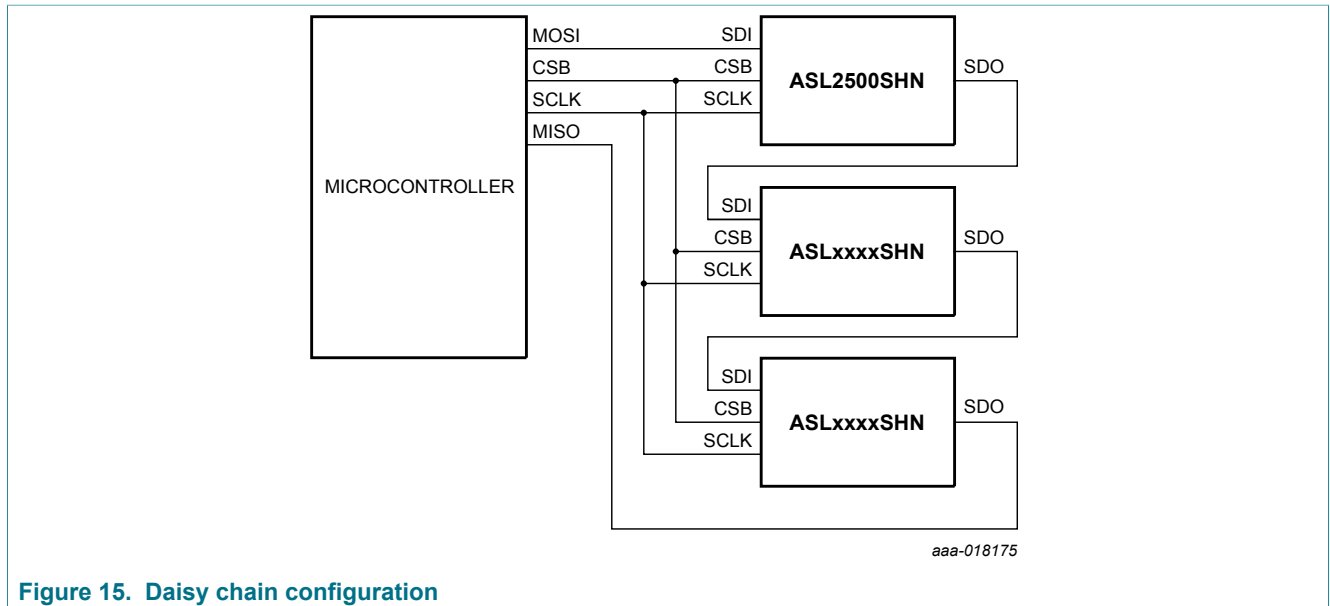 MOSI
SDI
CSB
CSB
SCLK
SCLK
MISO
MICROCONTROLLER
ASL2500SHN
SDO
SDI
CSB
SCLK
ASLxxxxSHN
SDO
SDI
CSB
SCLK
ASLxxxxSHN
SDO
aaa-018175
Figure 15. Daisy chain configuration